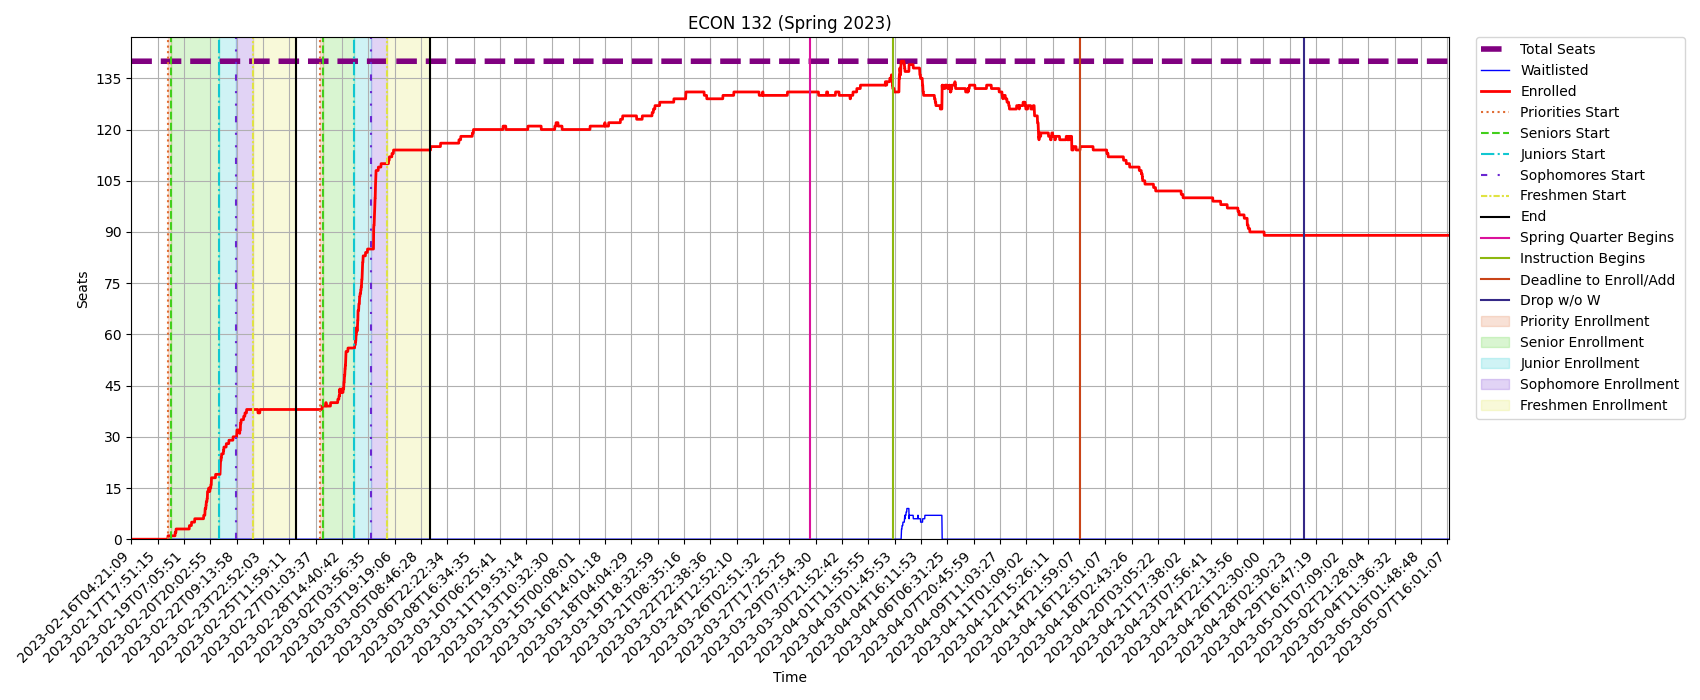 ECON 132 (Spring 2023)
Total Seats
Waitlisted
Enrolled
Priorities Start
Seniors Start
Juniors Start
Sophomores Start
Freshmen Start
End
Spring Quarter Begins
Instruction Begins
Deadline to Enroll/Add
Drop w/o W
Priority Enrollment
Senior Enrollment
Junior Enrollment
Sophomore Enrollment
Freshmen Enrollment
Seats
135
120
105
90
75
60
45
30
15
0
2023-02-16T04:21:09
2023-02-17T17:51:15
2023-02-19T07:05:51
2023-02-20T20:02:55
2023-02-22T09:13:58
2023-02-23T22:52:03
2023-02-25T11:59:11
2023-02-27T01:03:37
2023-02-28T14:40:42
2023-03-02T03:56:35
2023-03-03T19:19:06
2023-03-05T08:46:28
2023-03-06T22:22:34
2023-03-08T16:34:35
2023-03-10T06:25:41
2023-03-11T19:53:14
2023-03-13T10:32:30
2023-03-15T00:08:01
2023-03-16T14:01:18
2023-03-18T04:04:29
2023-03-19T18:32:59
2023-03-21T08:35:16
2023-03-22T22:38:36
2023-03-24T12:52:10
2023-03-26T02:51:32
2023-03-27T17:25:25
2023-03-29T07:54:30
2023-03-30T21:52:42
2023-04-01T11:55:55
2023-04-03T01:45:53
2023-04-04T16:11:53
2023-04-06T06:31:25
2023-04-07T20:45:59
2023-04-09T11:03:27
2023-04-11T01:09:02
2023-04-12T15:26:11
2023-04-14T21:59:07
2023-04-16T12:51:07
2023-04-18T02:43:26
2023-04-20T03:05:22
2023-04-21T17:38:02
2023-04-23T07:56:41
2023-04-24T22:13:56
2023-04-26T12:30:00
2023-04-28T02:30:23
2023-04-29T16:47:19
2023-05-01T07:09:02
2023-05-02T21:28:04
2023-05-04T11:36:32
2023-05-06T01:48:48
2023-05-07T16:01:07
Time